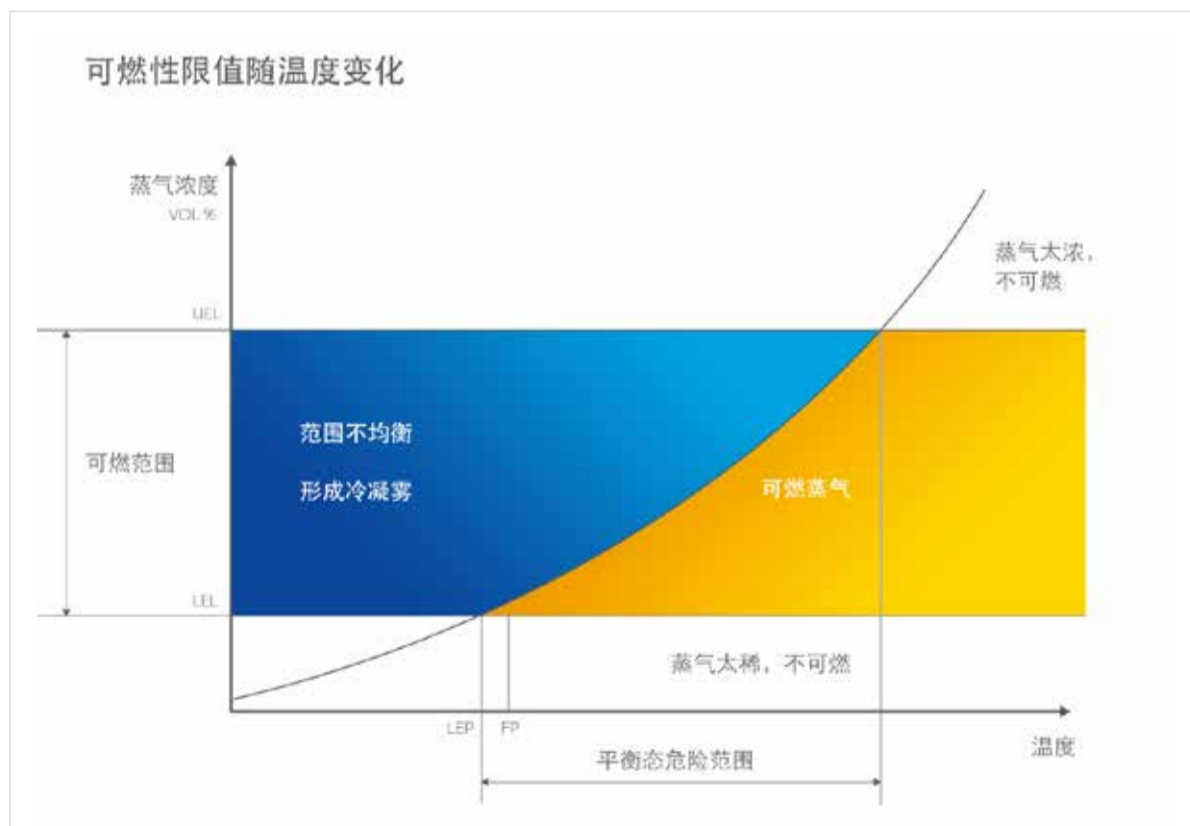 可燃性限值随温度变化
蒸气浓度
VOL %
蒸气太浓，
不可燃
UEL
范围不均衡
可燃范围
形成冷凝雾
可燃蒸气
LEL
蒸气太稀，不可燃
LEP
FP
温度
平衡态危险范围